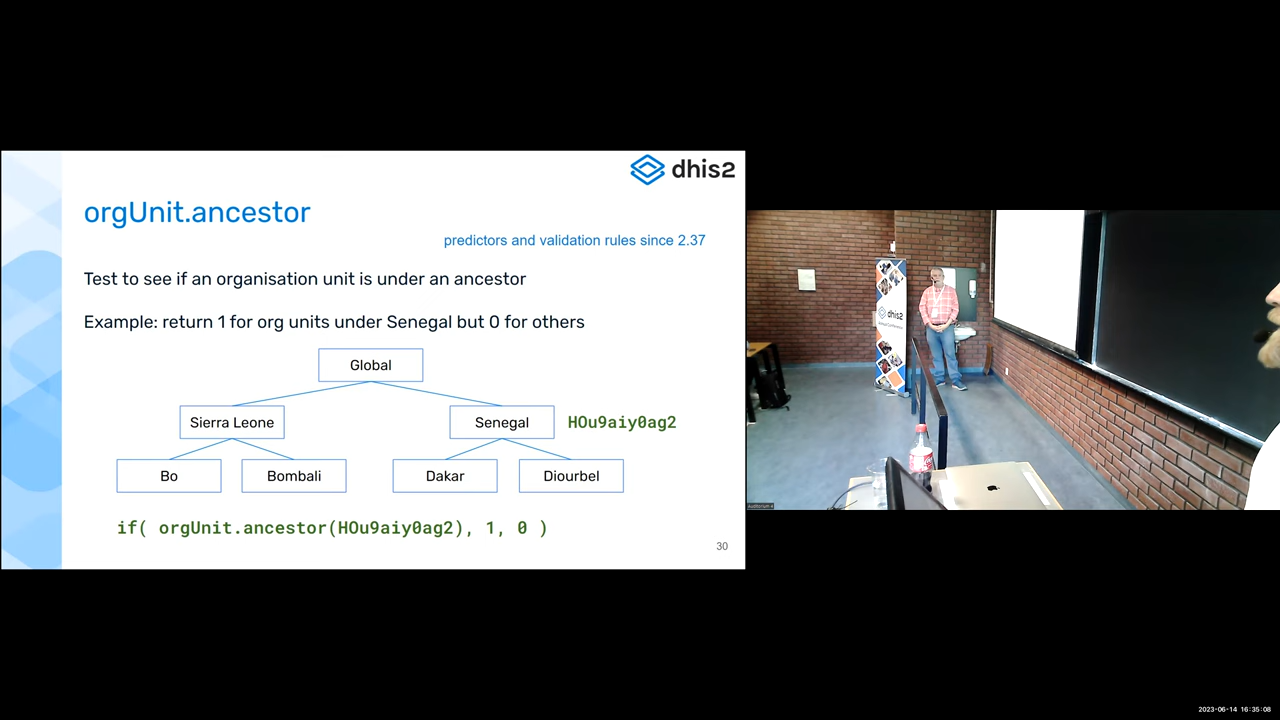 dhis2
orgUnit.ancestor
predictors and validation rules since 2.37
Test to see if an organisation unit is under an ancestor
Example: return 1 for org units under Senegal but 0 for others
Global
Sierra Leone
Senegal
HOu9aiy0ag2
Bo
Bombali
Dakar
Diourbel
if( orgUnit.ancestor(HOu9aiy0ag2), 1, 0 )
30
dhis2
2023-06-14 16:35:08